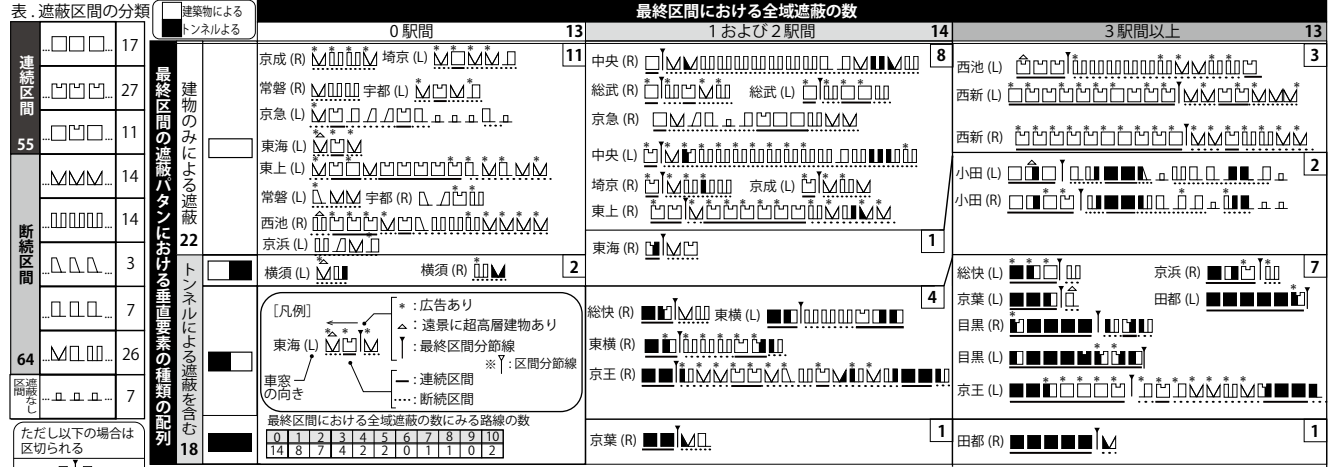 表．遮蔽区間の分類
建築物による
トンネルよる
最終区間における全域遮蔽の数
0駅間 13
1および2駅間 14
3駅間以上 13
連続区間 55
17
27
11
断続区間 64
14
14
3
7
26
遮蔽なし区間
7
ただし以下の場合は
区切られる
最終区間の遮蔽パタンにおける垂直要素の種類の配列
建物のみによる遮蔽 22
トンネルによる遮蔽を含む 18
11
京成 (R) 埼京 (L)
常磐 (R) 宇都 (L)
京急 (L)
東海 (L)
東上 (L)
常磐 (L) 宇都 (R)
西池 (R)
京浜 (L)
横須 (L) 横須 (R) 2
8
中央 (R)
総武 (R) 総武 (L)
京急 (R)
中央 (L)
埼京 (R) 京成 (L)
東上 (R)
東海 (R) 1
3
西池 (L)
西新 (L)
西新 (R)
小田 (L) 2
小田 (R)
[凡例]
東海 (L)
車窓
の向き
* : 広告あり
: 遠景に超高層建物あり
: 最終区間分節線
※ : 区間分節線
: 連続区間
: 断続区間
最終区間における全域遮蔽の数にみる路線の数
0 1 2 3 4 5 6 7 8 9 10
14 8 7 4 2 2 0 1 1 0 2
4
総快 (R) 東横 (L)
東横 (R)
京王 (R)
京葉 (R) 1
7
総快 (L) 京浜 (R)
京葉 (L) 田都 (L)
目黒 (R)
目黒 (L)
京王 (L)
田都 (R) 1